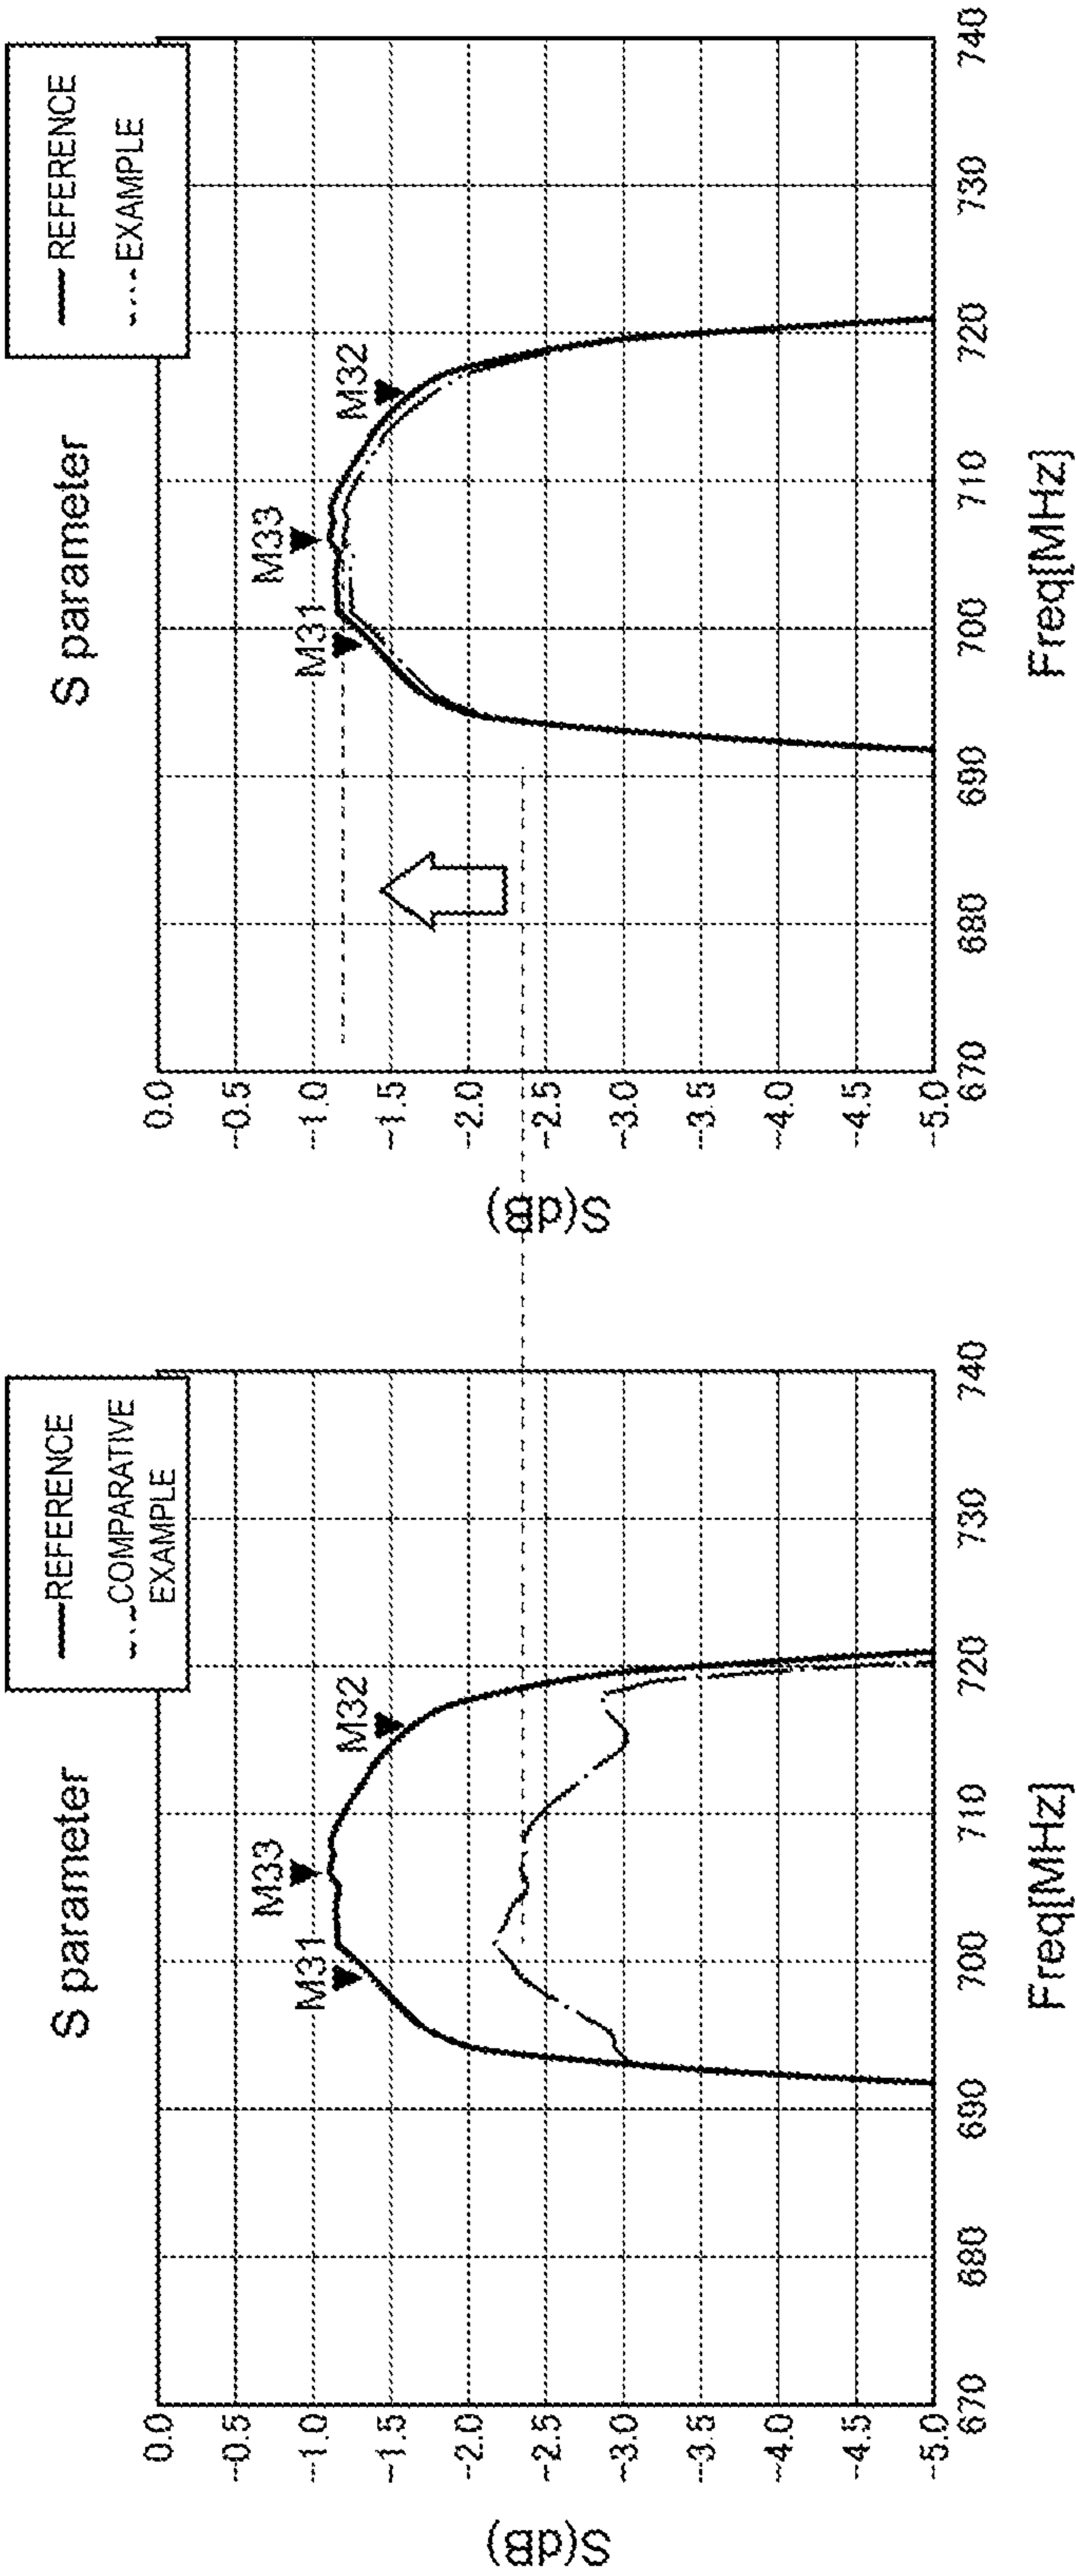 S parameter
REFERENCE
COMPARATIVE
EXAMPLE
M31
M33
M32
S(dB)
0.0
-0.5
-1.0
-1.5
-2.0
-2.5
-3.0
-3.5
-4.0
-4.5
-5.0
670 680 690 700 710 720 730 740
Freq[MHz]
S parameter
REFERENCE
EXAMPLE
M31
M33
M32
S(dB)
0.0
-0.5
-1.0
-1.5
-2.0
-2.5
-3.0
-3.5
-4.0
-4.5
-5.0
670 680 690 700 710 720 730 740
Freq[MHz]